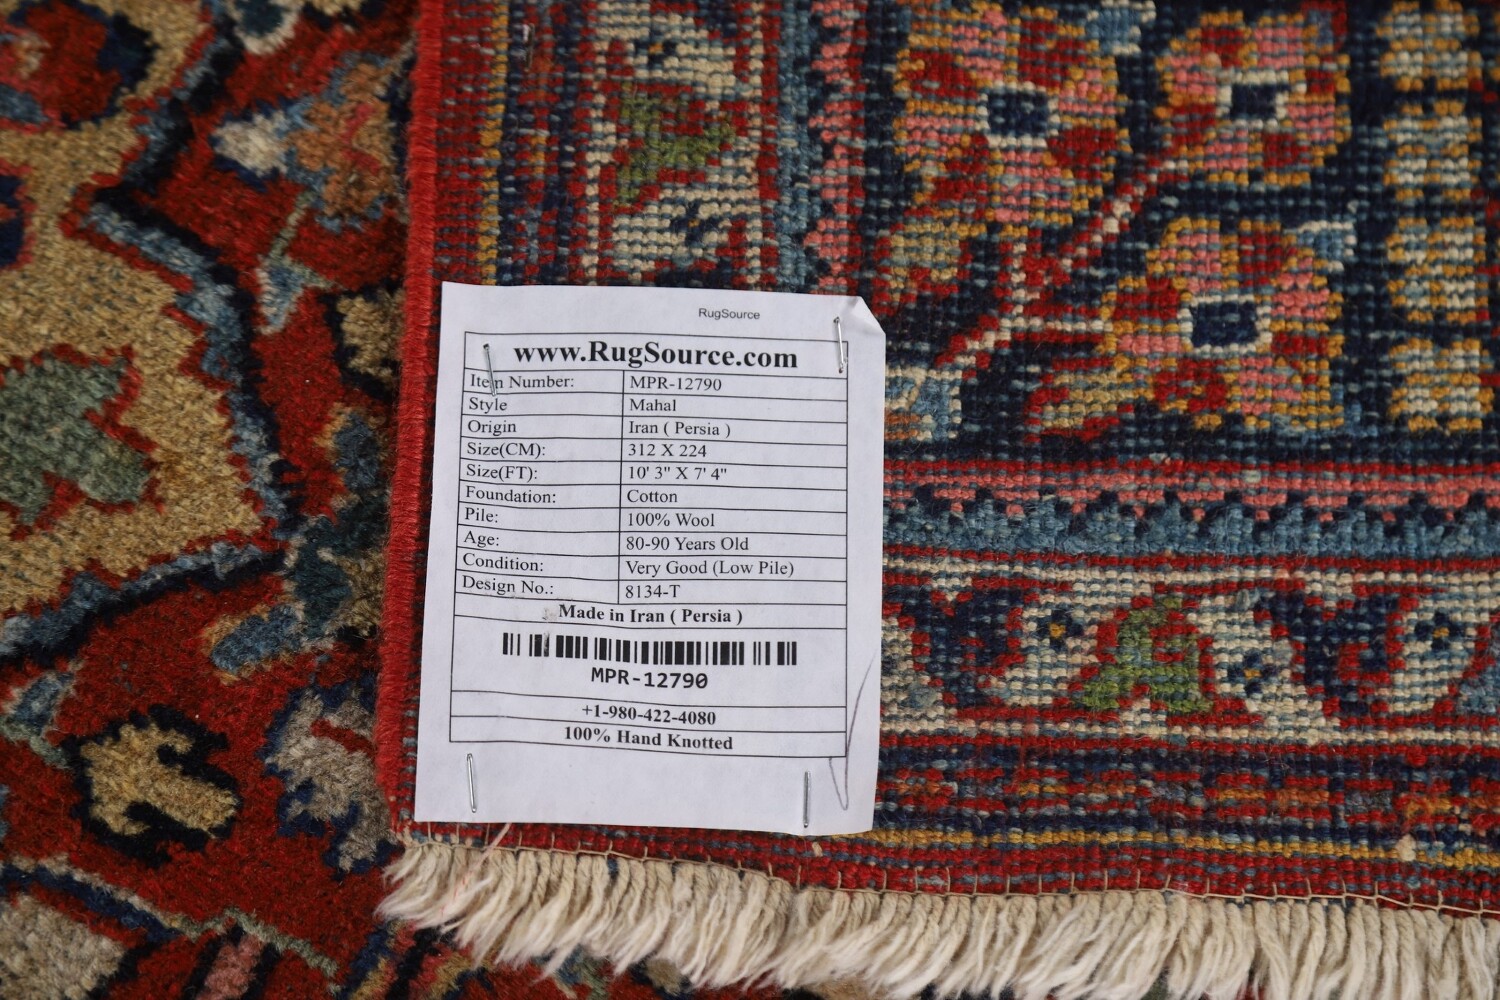 RugSource
www.RugSource.com
Item Number: MPR-12790
Style Mahal
Origin Iran ( Persia )
Size(CM): 312 X 224
Size(FT): 10' 3" X 7' 4"
Foundation: Cotton
Pile: 100% Wool
Age: 80-90 Years Old
Condition: Very Good (Low Pile)
Design No.: 8134-T
Made in Iran ( Persia )
MPR-12790
+1-980-422-4080
100% Hand Knotted